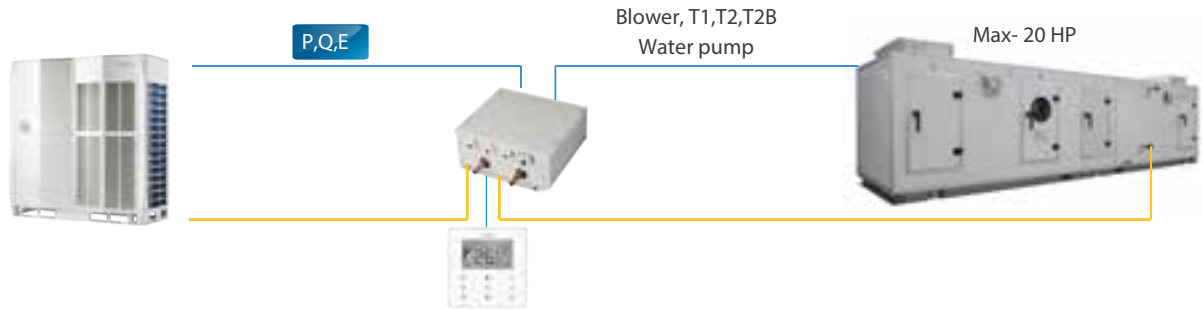 Blower, T1,T2,T2B
Water pump
P,Q,E
Max- 20 HP